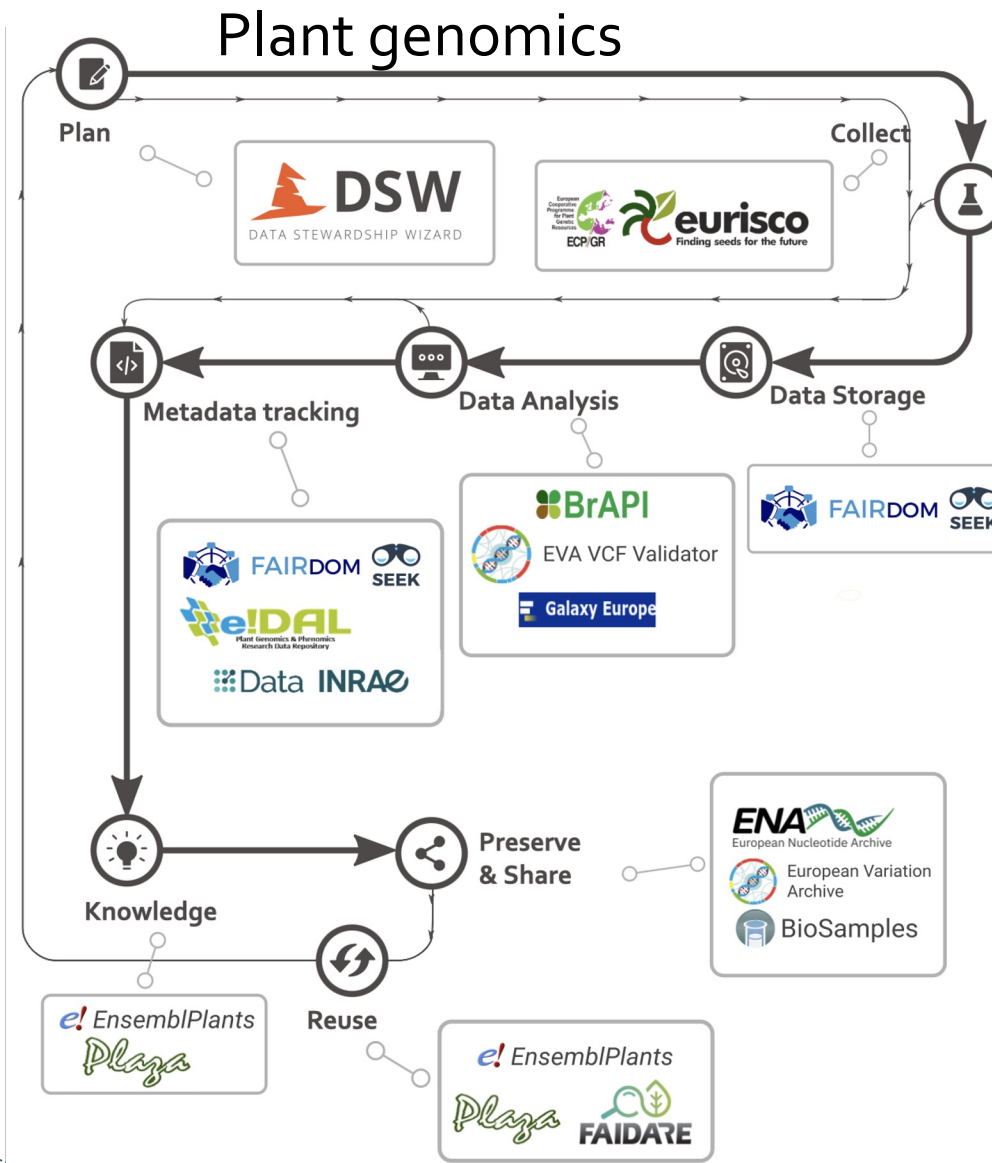 Plant genomics
Plan
Collect
DSW
DATA STEWARDSHIP WIZARD
European
Cooperative
Programme
for Plant
Genetic
Resources
ECP/GR
eurisco
Finding seeds for the future
</>
Metadata tracking
Data Analysis
Data Storage
FAIRDOM
SEEK
e!DAL
Plant Genomics & Phenomics
Research Data Repository
Data INRAE
BrAPI
EVA VCF Validator
Galaxy Europe
FAIRDOM
SEEK
Knowledge
Preserve
& Share
ENA
European Nucleotide Archive
European Variation
Archive
BioSamples
e! EnsemblPlants
Plaza
Reuse
e! EnsemblPlants
Plaza
FAIDARE